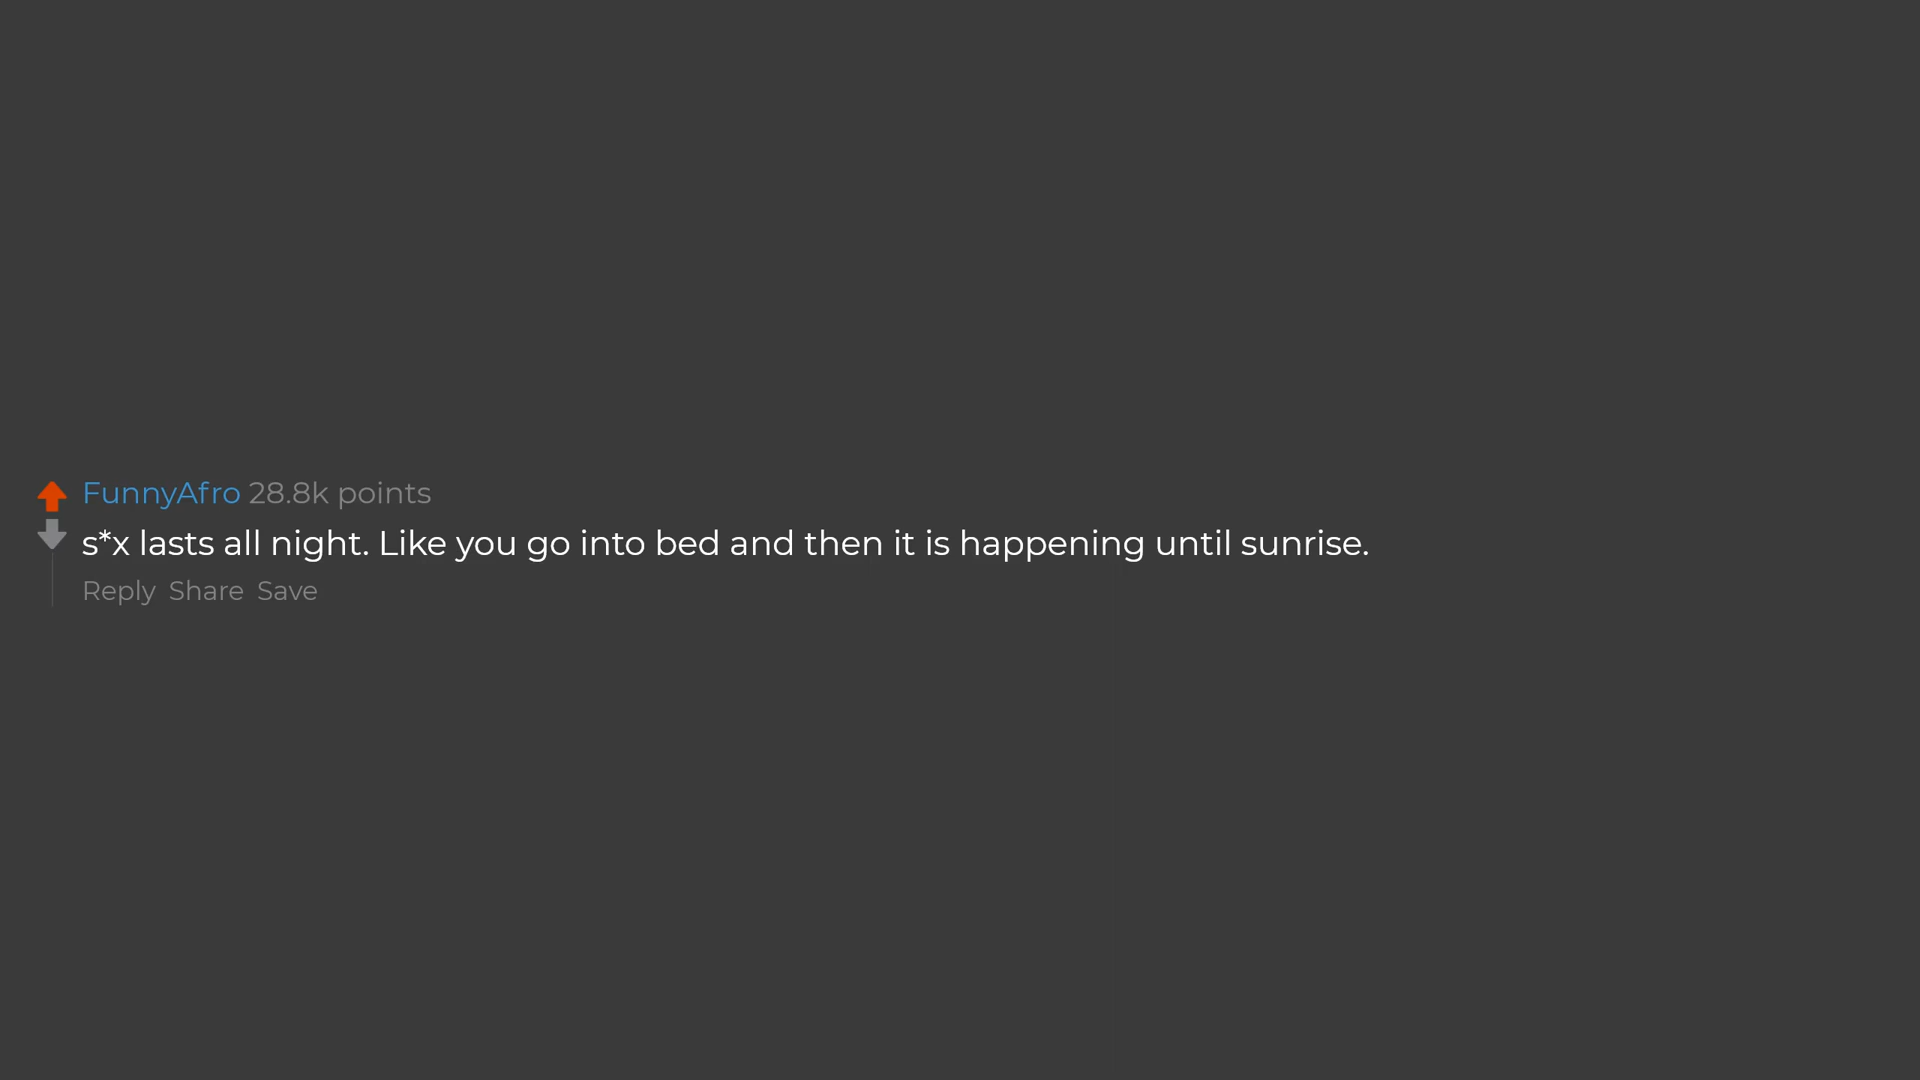 FunnyAfro 28.8k points
s*x lasts all night. Like you go into bed and then it is happening until sunrise.
Reply Share Save